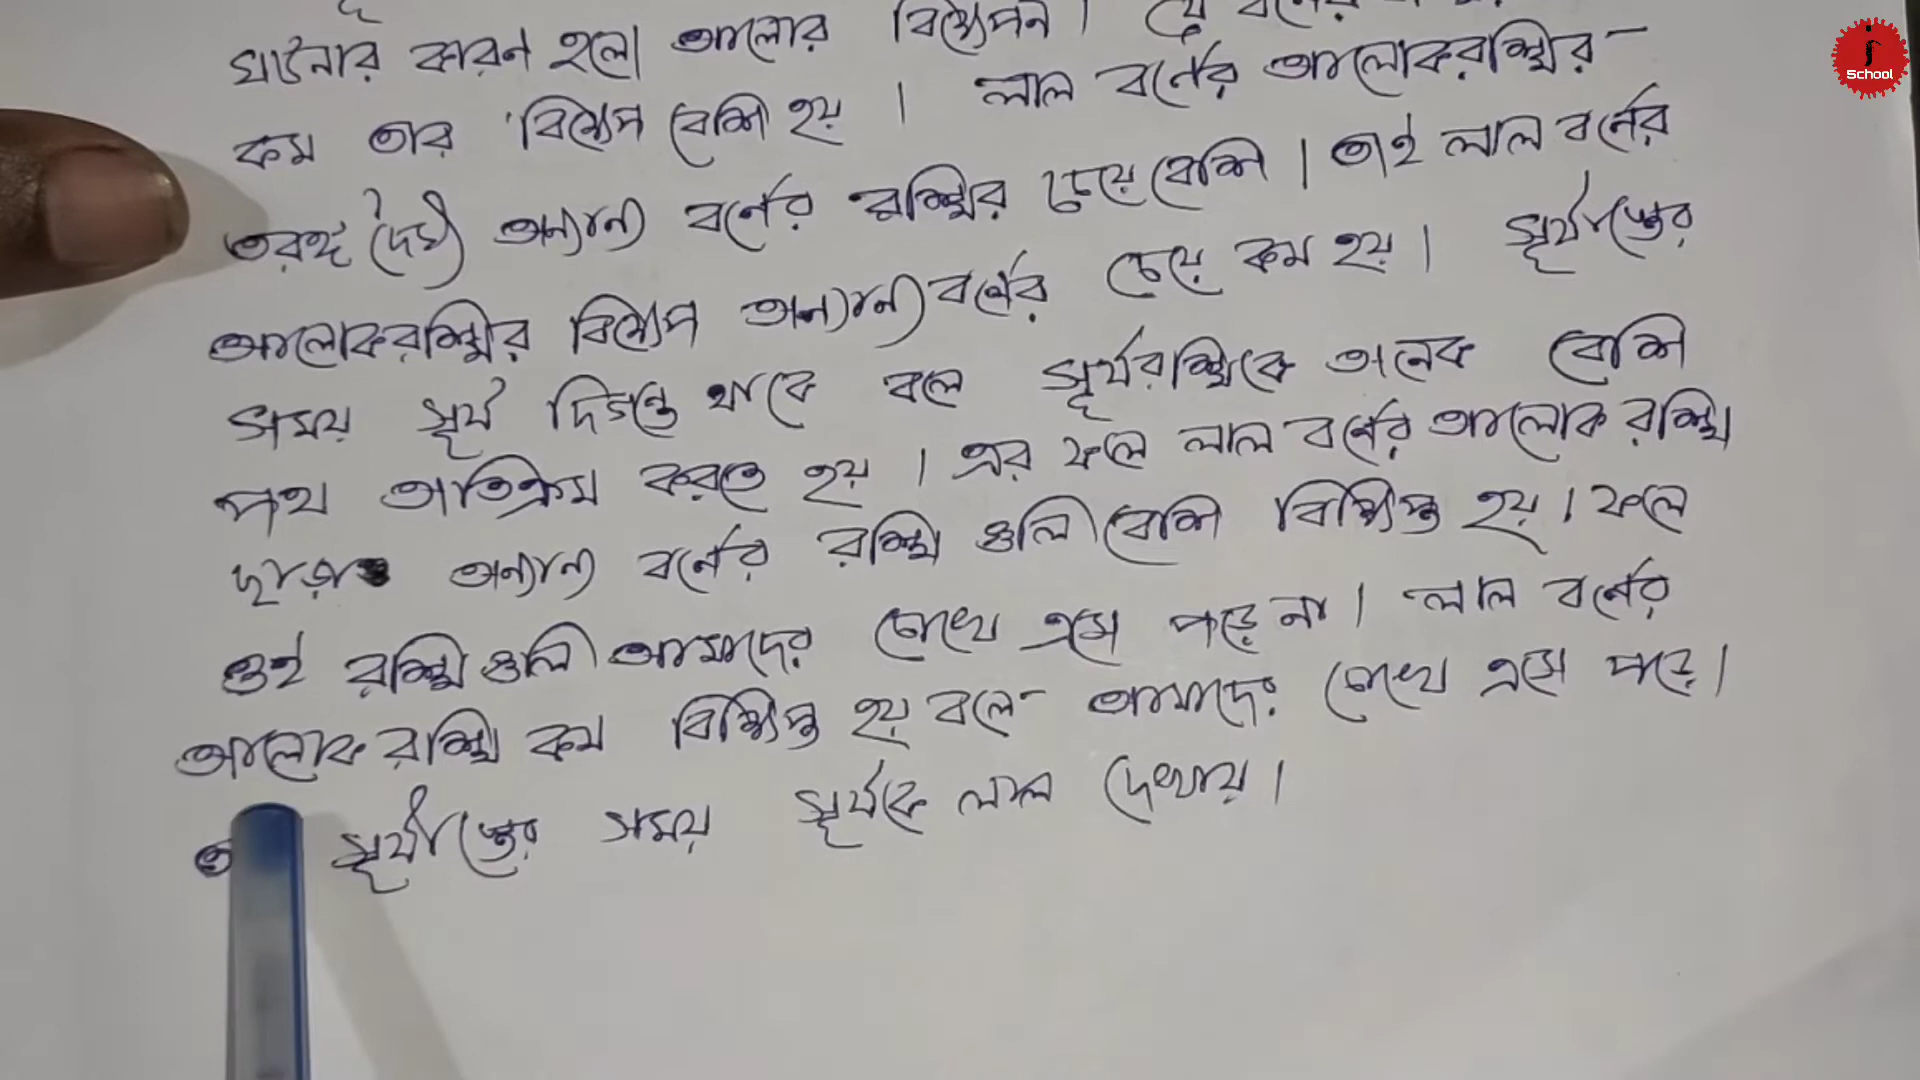 ঘটনার কারন হলো আলোর বিক্ষেপন। যে
কম তার বিক্ষেপ বেশি হয়। লাল বর্নের আলোকরশ্মির
তরঙ্গ দৈর্ঘ্য অন্যান্য বর্নের রশ্মির চেয়ে বেশি। তাই লাল বর্নের
আলোকরশ্মির বিক্ষেপ অন্যান্য বর্নের চেয়ে কম হয়। সূর্যাস্তের
সময় সূর্য দিগন্তে থাকে বলে সূর্যরশ্মিকে অনেক বেশি
পথ অতিক্রম করতে হয়। এর ফলে লাল বর্নের আলোক রশ্মি
ছাড়া অন্যান্য বর্নের রশ্মি গুলি বেশি বিক্ষিপ্ত হয়। ফলে
ওই রশ্মি গুলি আমাদের চোখে এসে পড়ে না। লাল বর্নের
আলোক রশ্মি কম বিক্ষিপ্ত হয় বলে আমাদের চোখে এসে পড়ে।
সূর্যাস্তের সময় সূর্যকে লাল দেখায়।
School